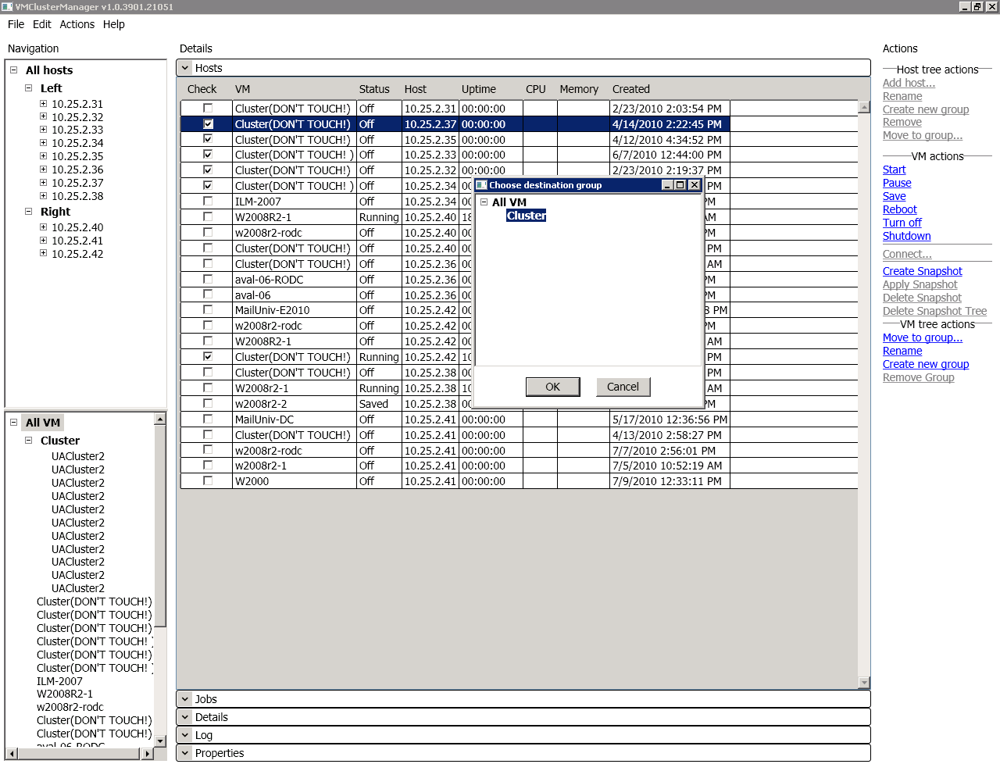 VMClusterManager v1.0.3901.21051
File Edit Actions Help
Navigation
All hosts
Left
10.25.2.31
10.25.2.32
10.25.2.33
10.25.2.34
10.25.2.35
10.25.2.36
10.25.2.37
10.25.2.38
Right
10.25.2.40
10.25.2.41
10.25.2.42
All VM
Cluster
UACluster2
UACluster2
UACluster2
UACluster2
UACluster2
UACluster2
UACluster2
UACluster2
UACluster2
UACluster2
UACluster2
Cluster(DON'T TOUCH!)
Cluster(DON'T TOUCH!)
Cluster(DON'T TOUCH!)
Cluster(DON'T TOUCH! )
Cluster(DON'T TOUCH!)
Cluster(DON'T TOUCH! )
ILM-2007
W2008R2-1
w2008r2-rodc
Cluster(DON'T TOUCH!)
Cluster(DON'T TOUCH!)
aval-06-RODC
Details
Hosts
Check VM Status Host Uptime CPU Memory Created
Cluster(DON'T TOUCH!) Off 10.25.2.31 00:00:00 2/23/2010 2:03:54 PM
Cluster(DON'T TOUCH!) Off 10.25.2.37 00:00:00 4/14/2010 2:22:45 PM
Cluster(DON'T TOUCH!) Off 10.25.2.35 00:00:00 4/12/2010 4:34:52 PM
Cluster(DON'T TOUCH! ) Off 10.25.2.33 00:00:00 6/7/2010 12:44:00 PM
Cluster(DON'T TOUCH!) Off 10.25.2.32 00:00:00 2/23/2010 2:19:37 PM
Cluster(DON'T TOUCH! ) Off 10.25.2.34 00 PM
ILM-2007 Off 10.25.2.34 00 PM
W2008R2-1 Running 10.25.2.40 18 AM
w2008r2-rodc Off 10.25.2.40 00 PM
Cluster(DON'T TOUCH!) Off 10.25.2.40 00 PM
Cluster(DON'T TOUCH!) Off 10.25.2.36 00 AM
aval-06-RODC Off 10.25.2.36 00 PM
aval-06 Off 10.25.2.36 00 PM
MailUniv-E2010 Off 10.25.2.42 00 8 PM
w2008r2-rodc Off 10.25.2.42 00 PM
W2008R2-1 Off 10.25.2.42 00 AM
Cluster(DON'T TOUCH!) Running 10.25.2.42 10 PM
Cluster(DON'T TOUCH!) Off 10.25.2.38 00 PM
W2008r2-1 Running 10.25.2.38 10 AM
w2008r2-2 Saved 10.25.2.38 00 PM
MailUniv-DC Off 10.25.2.41 00:00:00 5/17/2010 12:36:56 PM
Cluster(DON'T TOUCH!) Off 10.25.2.41 00:00:00 4/13/2010 2:58:27 PM
w2008r2-rodc Off 10.25.2.41 00:00:00 7/7/2010 2:56:01 PM
w2008r2-1 Off 10.25.2.41 00:00:00 7/5/2010 10:52:19 AM
W2000 Off 10.25.2.41 00:00:00 7/9/2010 12:33:11 PM
Choose destination group
All VM
Cluster
OK Cancel
Jobs
Details
Log
Properties
Actions
Host tree actions
Add host...
Rename
Create new group
Remove
Move to group...
VM actions
Start
Pause
Save
Reboot
Turn off
Shutdown
Connect...
Create Snapshot
Apply Snapshot
Delete Snapshot
Delete Snapshot Tree
VM tree actions
Move to group...
Rename
Create new group
Remove Group